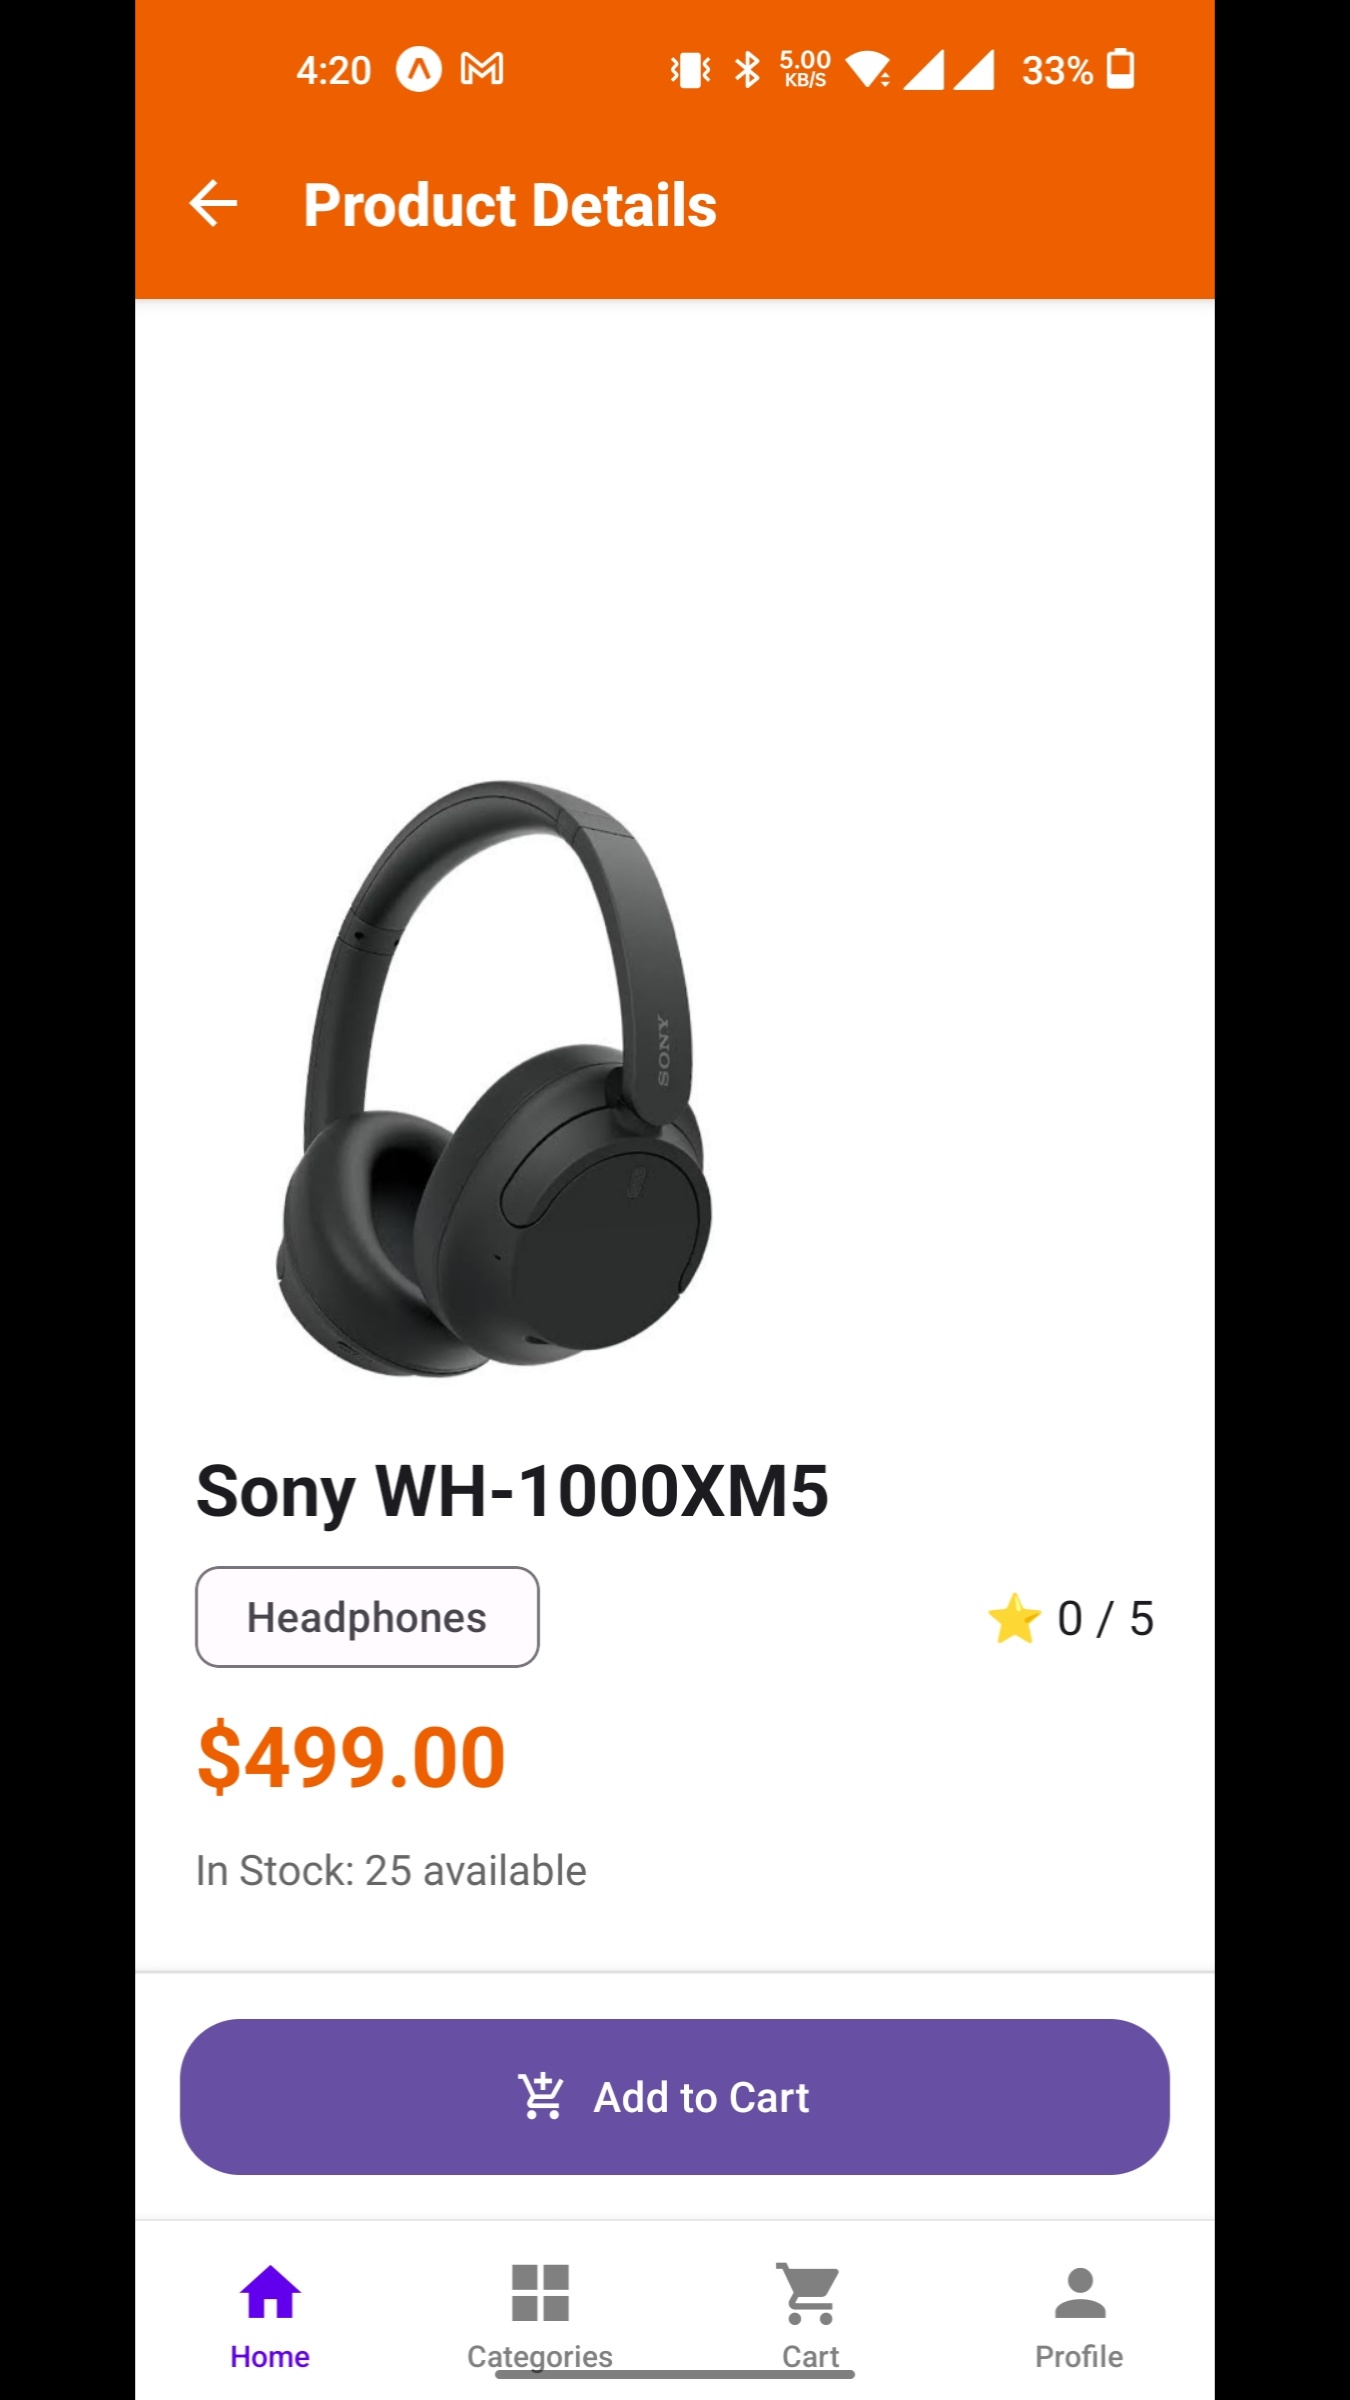 4:20 5.00 KB/S 33%
Product Details
SONY
Sony WH-1000XM5
Headphones ⭐ 0 / 5
$499.00
In Stock: 25 available
Add to Cart
Home Categories Cart Profile